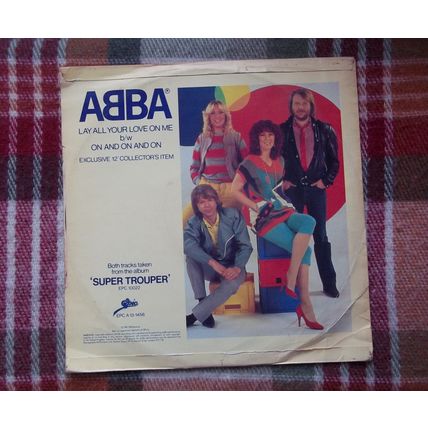 ABBA®
LAY ALL YOUR LOVE ON ME
b/w
ON AND ON AND ON
EXCLUSIVE 12" COLLECTOR'S ITEM
Both tracks taken
from the album
'SUPER TROUPER'
EPC 10022
Epic
EPC A 13-1456